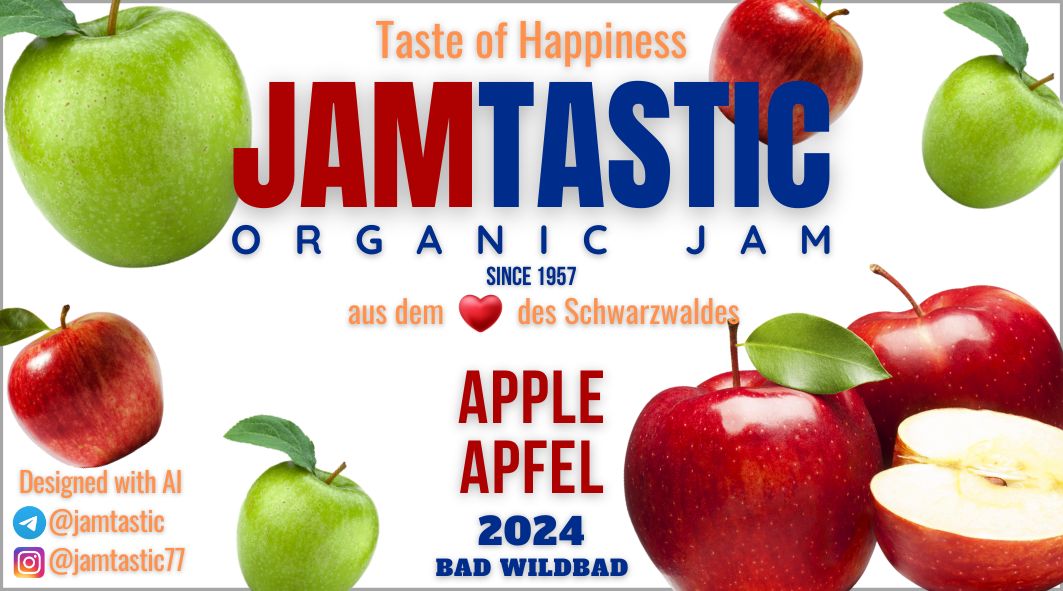 Taste of Happiness
JAMTASTIC
ORGANIC JAM
SINCE 1957
aus dem ❤ des Schwarzwaldes
APPLE
APFEL
2024
BAD WILDBAD
Designed with AI
@jamtastic
@jamtastic77